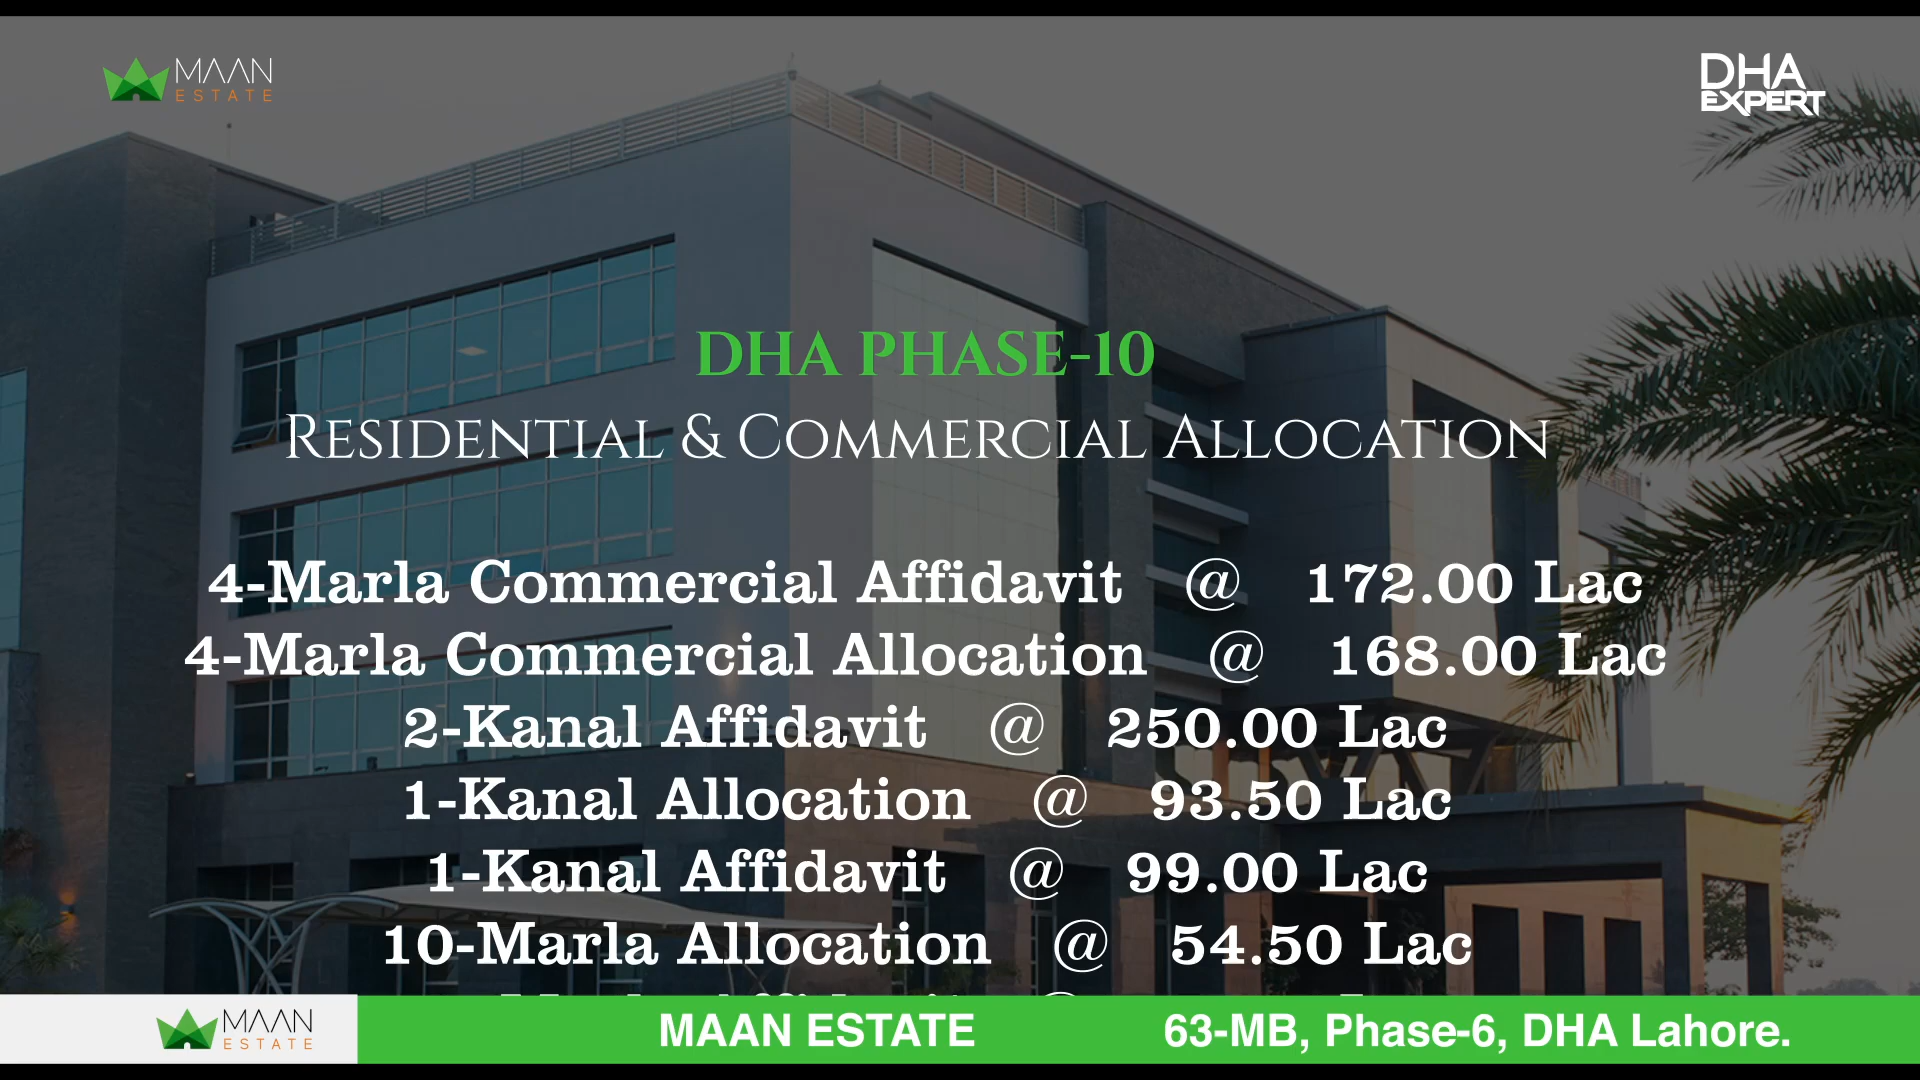 MAAN
ESTATE
DHA
EXPERT
DHA PHASE-10
RESIDENTIAL & COMMERCIAL ALLOCATION
4-Marla Commercial Affidavit @ 172.00 Lac
4-Marla Commercial Allocation @ 168.00 Lac
2-Kanal Affidavit @ 250.00 Lac
1-Kanal Allocation @ 93.50 Lac
1-Kanal Affidavit @ 99.00 Lac
10-Marla Allocation @ 54.50 Lac
MAAN
ESTATE
MAAN ESTATE 63-MB, Phase-6, DHA Lahore.